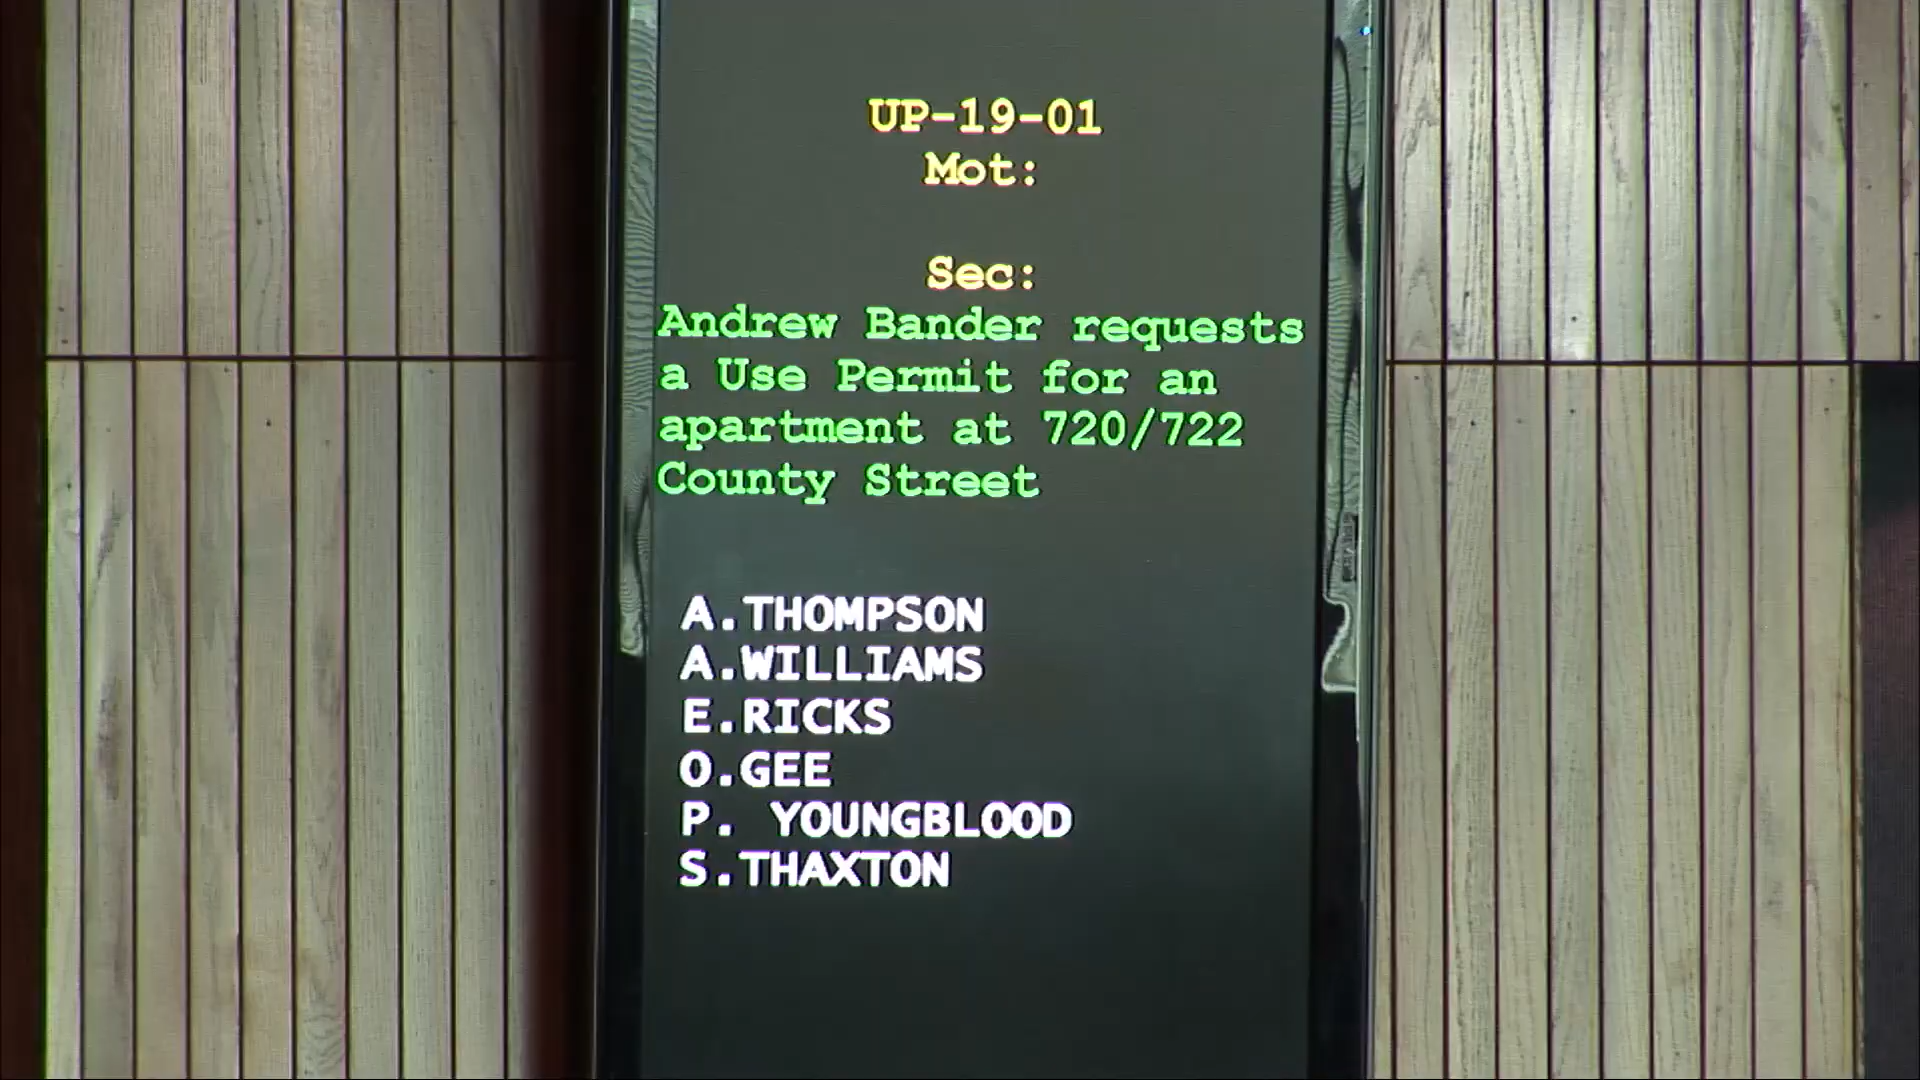 UP-19-01
Mot:
Sec:
Andrew Bander requests
a Use Permit for an
apartment at 720/722
County Street
A.THOMPSON
A.WILLIAMS
E.RICKS
O.GEE
P. YOUNGBLOOD
S.THAXTON